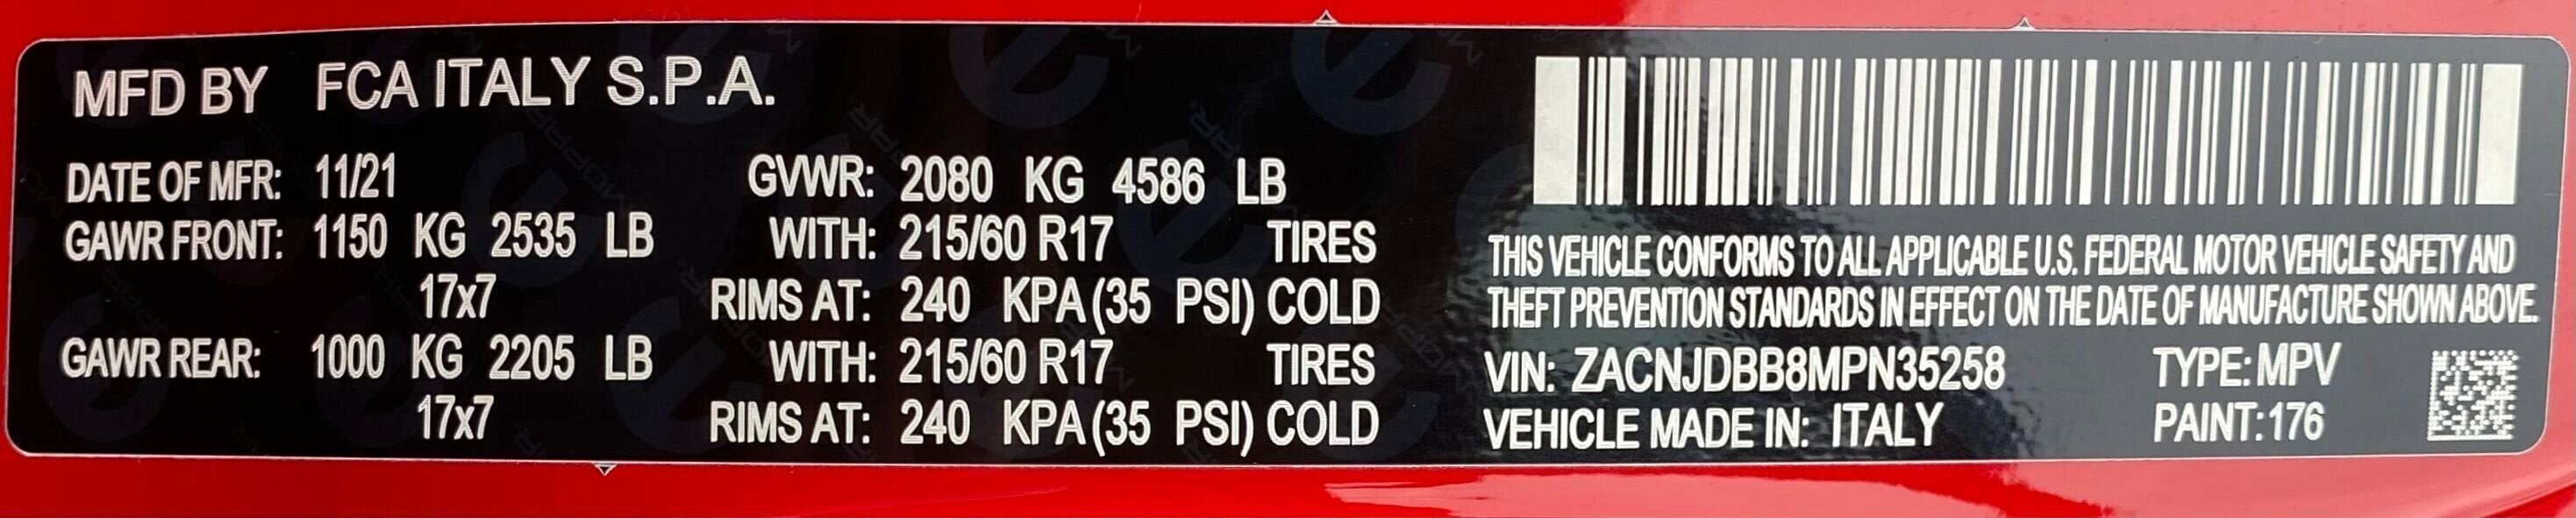 MFD BY FCA ITALY S.P.A.
DATE OF MFR: 11/21 GVWR: 2080 KG 4586 LB
GAWR FRONT: 1150 KG 2535 LB WITH: 215/60 R17 TIRES
17x7 RIMS AT: 240 KPA (35 PSI) COLD
GAWR REAR: 1000 KG 2205 LB WITH: 215/60 R17 TIRES
17x7 RIMS AT: 240 KPA (35 PSI) COLD
THIS VEHICLE CONFORMS TO ALL APPLICABLE U.S. FEDERAL MOTOR VEHICLE SAFETY AND
THEFT PREVENTION STANDARDS IN EFFECT ON THE DATE OF MANUFACTURE SHOWN ABOVE.
VIN: ZACNJDBB8MPN35258 TYPE: MPV
VEHICLE MADE IN: ITALY PAINT: 176